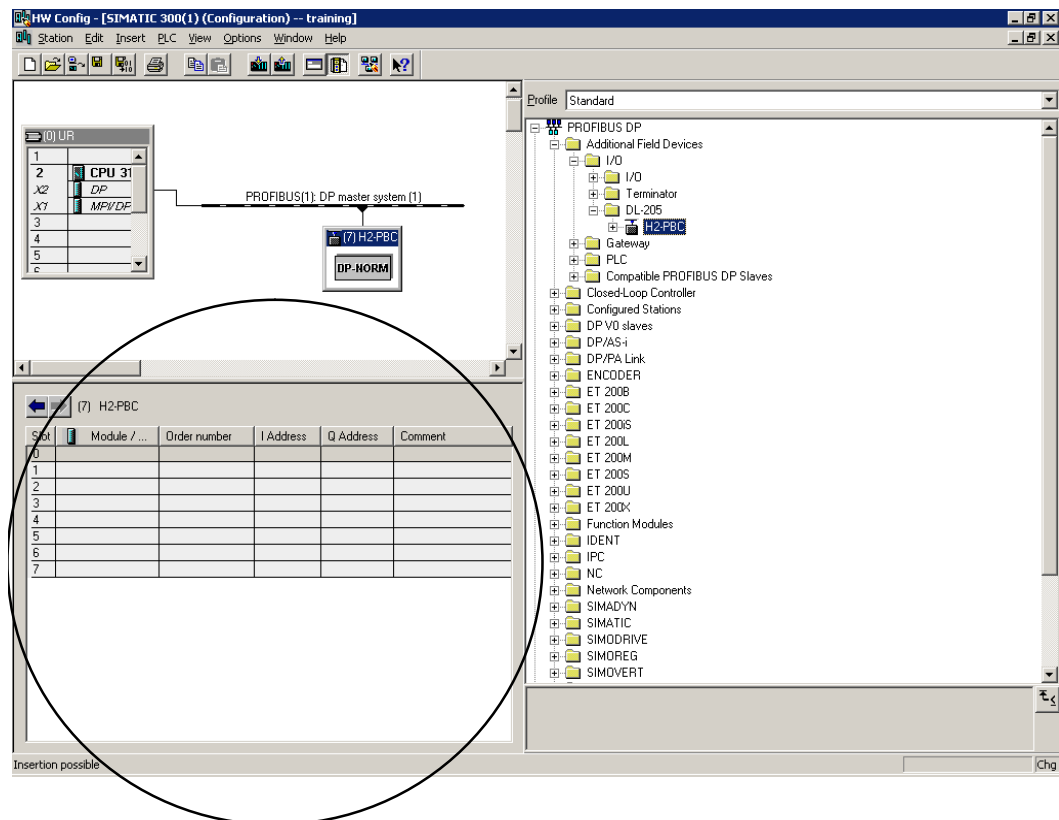 HW Config - [SIMATIC 300(1) (Configuration) -- training]
Station Edit Insert PLC View Options Window Help
(0) UR
1
2 CPU 31
X2 DP
X1 MPI/DP
3
4
5
6
PROFIBUS(1): DP master system (1)
(7) H2-PBC
DP-NORM
(7) H2-PBC
Slot Module / ... Order number I Address Q Address Comment
0
1
2
3
4
5
6
7
Profile Standard
PROFIBUS DP
Additional Field Devices
I/O
I/O
Terminator
DL-205
H2-PBC
Gateway
PLC
Compatible PROFIBUS DP Slaves
Closed-Loop Controller
Configured Stations
DP V0 slaves
DP/AS-i
DP/PA Link
ENCODER
ET 200B
ET 200C
ET 200iS
ET 200L
ET 200M
ET 200S
ET 200U
ET 200X
Function Modules
IDENT
IPC
NC
Network Components
SIMADYN
SIMATIC
SIMODRIVE
SIMOREG
SIMOVERT
Insertion possible
Chg